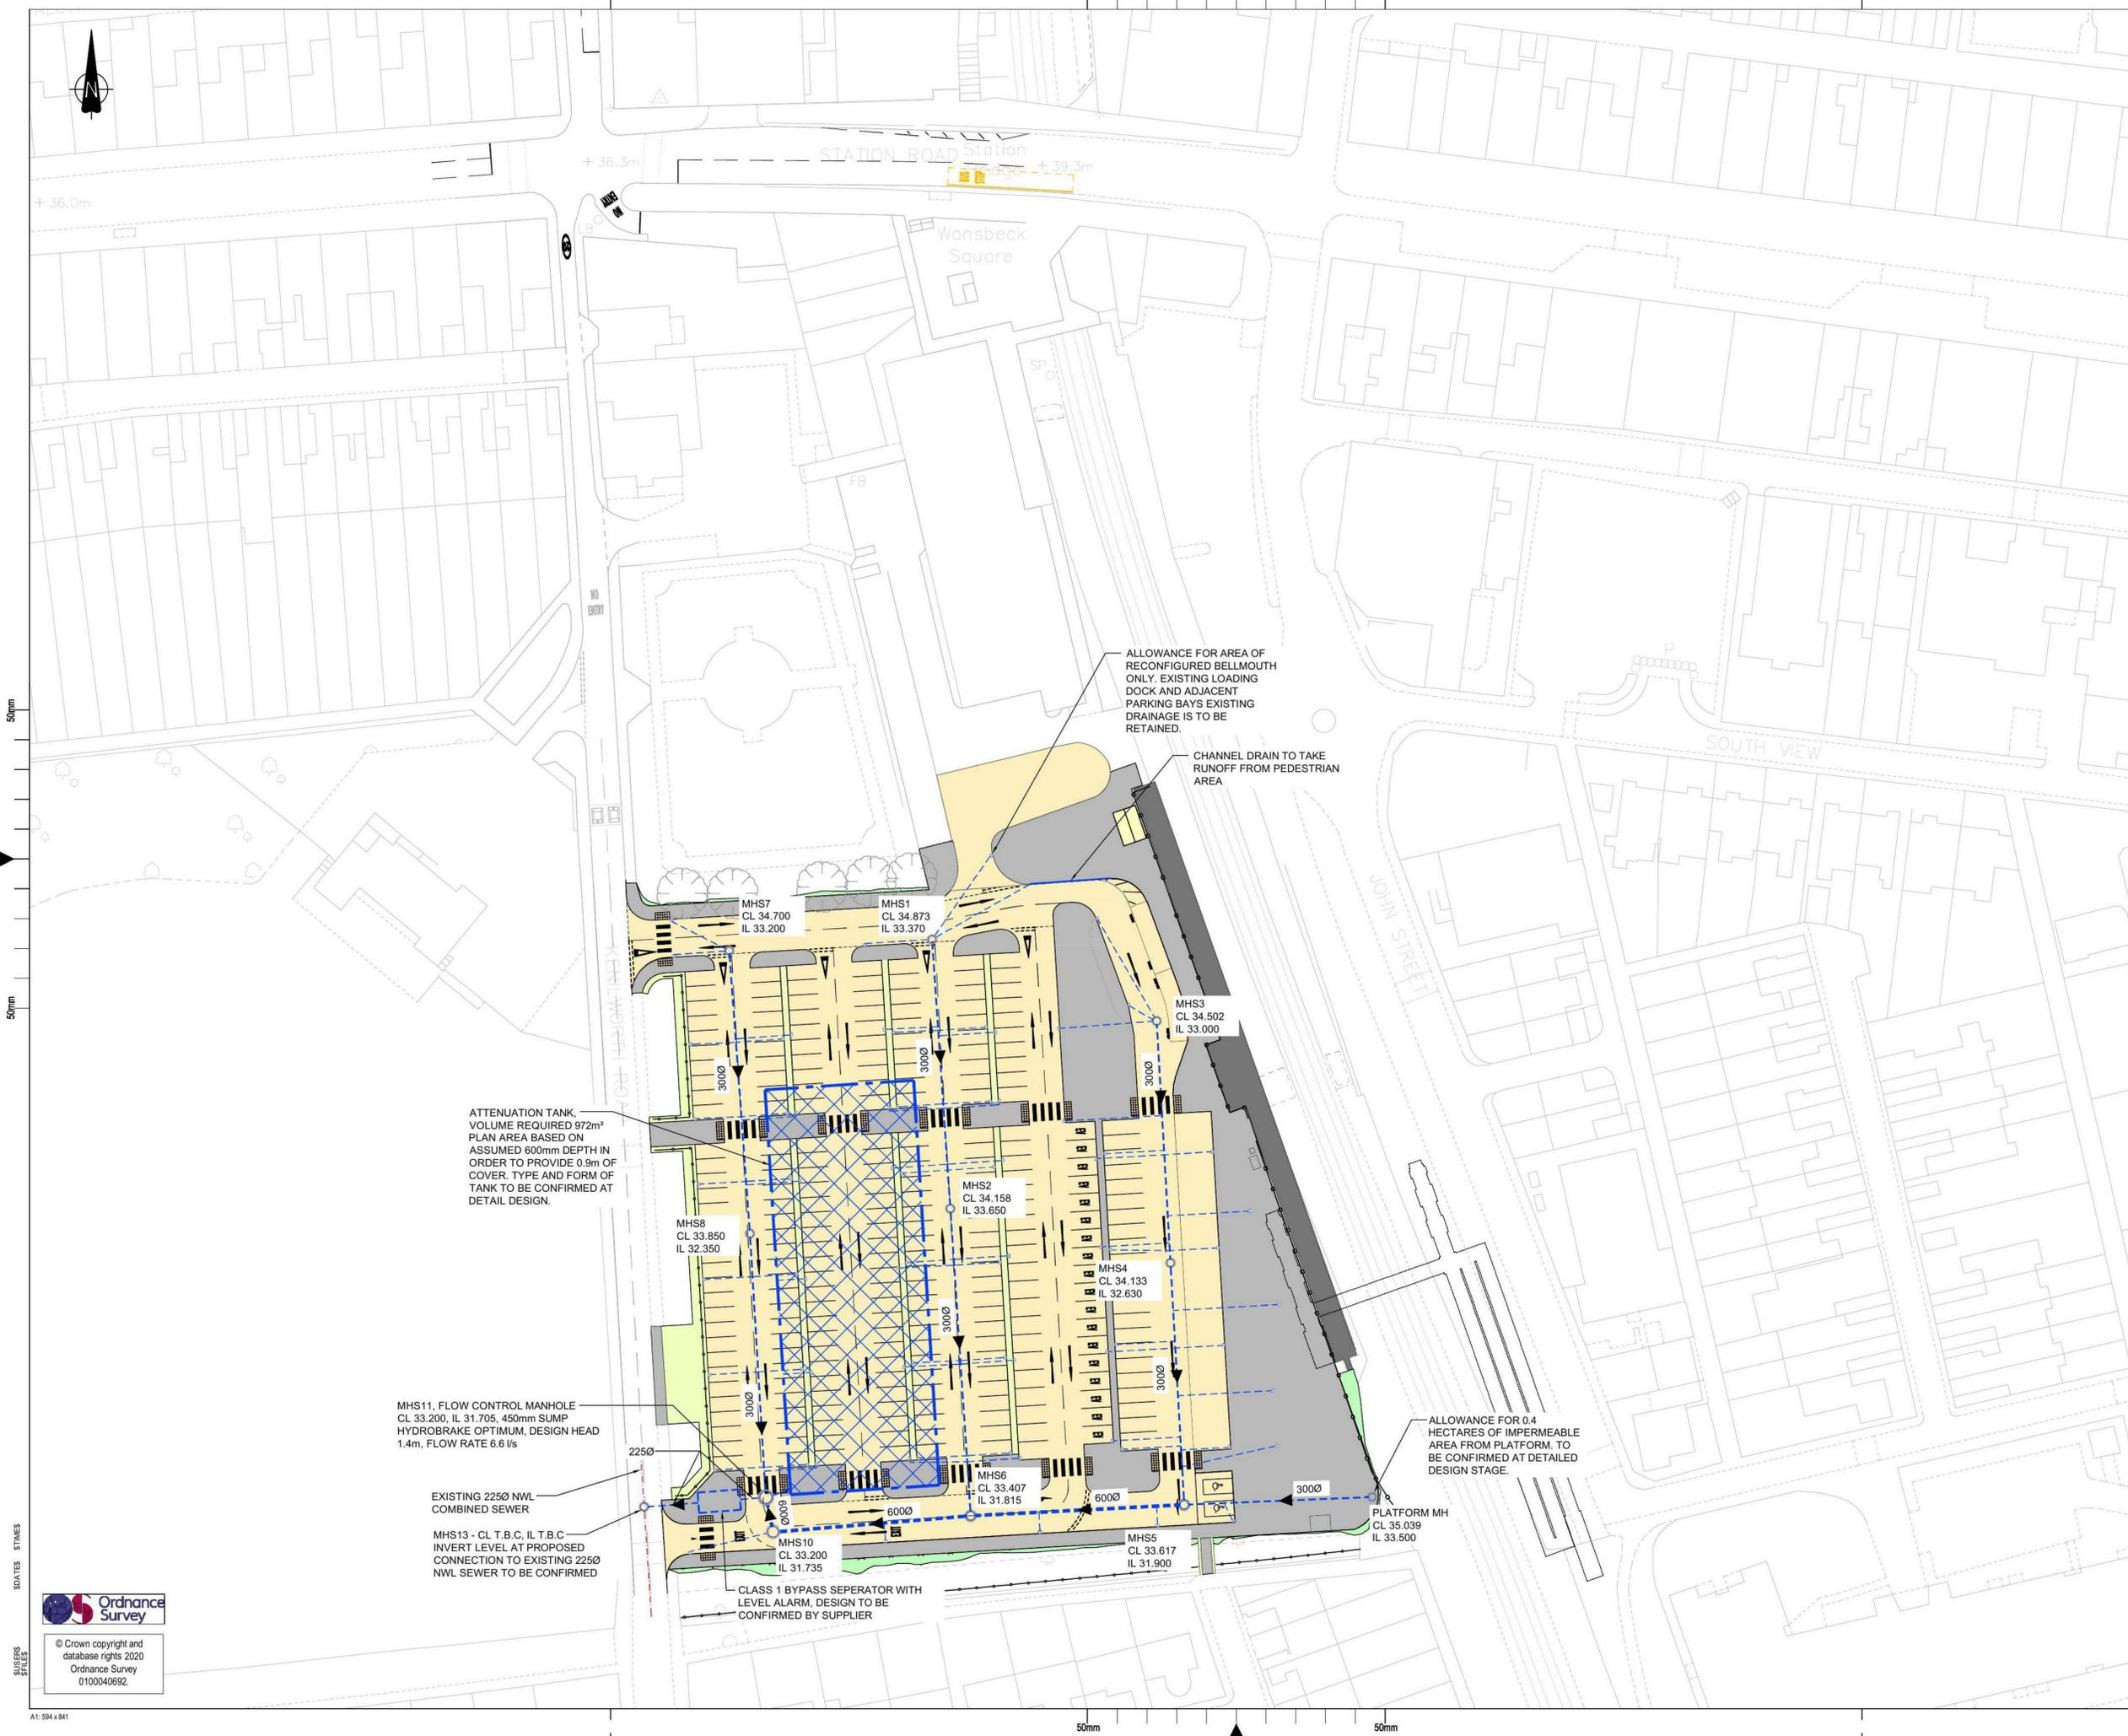 N
STATION ROAD
Station
+ 36.3m
+ 39.3m
+ 36.0m
BUS STOP
NO ENTRY
LB
Wansbeck
Square
SP
FB
NO
ENTRY
50mm
ALLOWANCE FOR AREA OF
RECONFIGURED BELLMOUTH
ONLY. EXISTING LOADING
DOCK AND ADJACENT
PARKING BAYS EXISTING
DRAINAGE IS TO BE
RETAINED.
SOUTH VIEW
CHANNEL DRAIN TO TAKE
RUNOFF FROM PEDESTRIAN
AREA
JOHN STREET
MHS7
CL 34.700
IL 33.200
MHS1
CL 34.873
IL 33.370
50mm
MHS3
CL 34.502
IL 33.000
300Ø
300Ø
300Ø
ATTENUATION TANK,
VOLUME REQUIRED 972m³
PLAN AREA BASED ON
ASSUMED 600mm DEPTH IN
ORDER TO PROVIDE 0.9m OF
COVER. TYPE AND FORM OF
TANK TO BE CONFIRMED AT
DETAIL DESIGN.
MHS2
CL 34.158
IL 33.650
MHS8
CL 33.850
IL 32.350
MHS4
CL 34.133
IL 32.630
300Ø
300Ø
300Ø
MHS11, FLOW CONTROL MANHOLE
CL 33.200, IL 31.705, 450mm SUMP
HYDROBRAKE OPTIMUM, DESIGN HEAD
1.4m, FLOW RATE 6.6 l/s
225Ø
ALLOWANCE FOR 0.4
HECTARES OF IMPERMEABLE
AREA FROM PLATFORM. TO
BE CONFIRMED AT DETAILED
DESIGN STAGE.
EXISTING 225Ø NWL
COMBINED SEWER
MHS6
CL 33.407
IL 31.815
300Ø
600Ø
600Ø
600Ø
PLATFORM MH
CL 35.039
IL 33.500
MHS13 - CL T.B.C, IL T.B.C
INVERT LEVEL AT PROPOSED
CONNECTION TO EXISTING 225Ø
NWL SEWER TO BE CONFIRMED
MHS10
CL 33.200
IL 31.735
MHS5
CL 33.617
IL 31.900
CLASS 1 BYPASS SEPERATOR WITH
LEVEL ALARM, DESIGN TO BE
CONFIRMED BY SUPPLIER
$DATE$ $TIME$
$USER$
$FILE$
Ordnance
Survey
© Crown copyright and
database rights 2020
Ordnance Survey
0100040692.
A1: 594 x 841
50mm
50mm